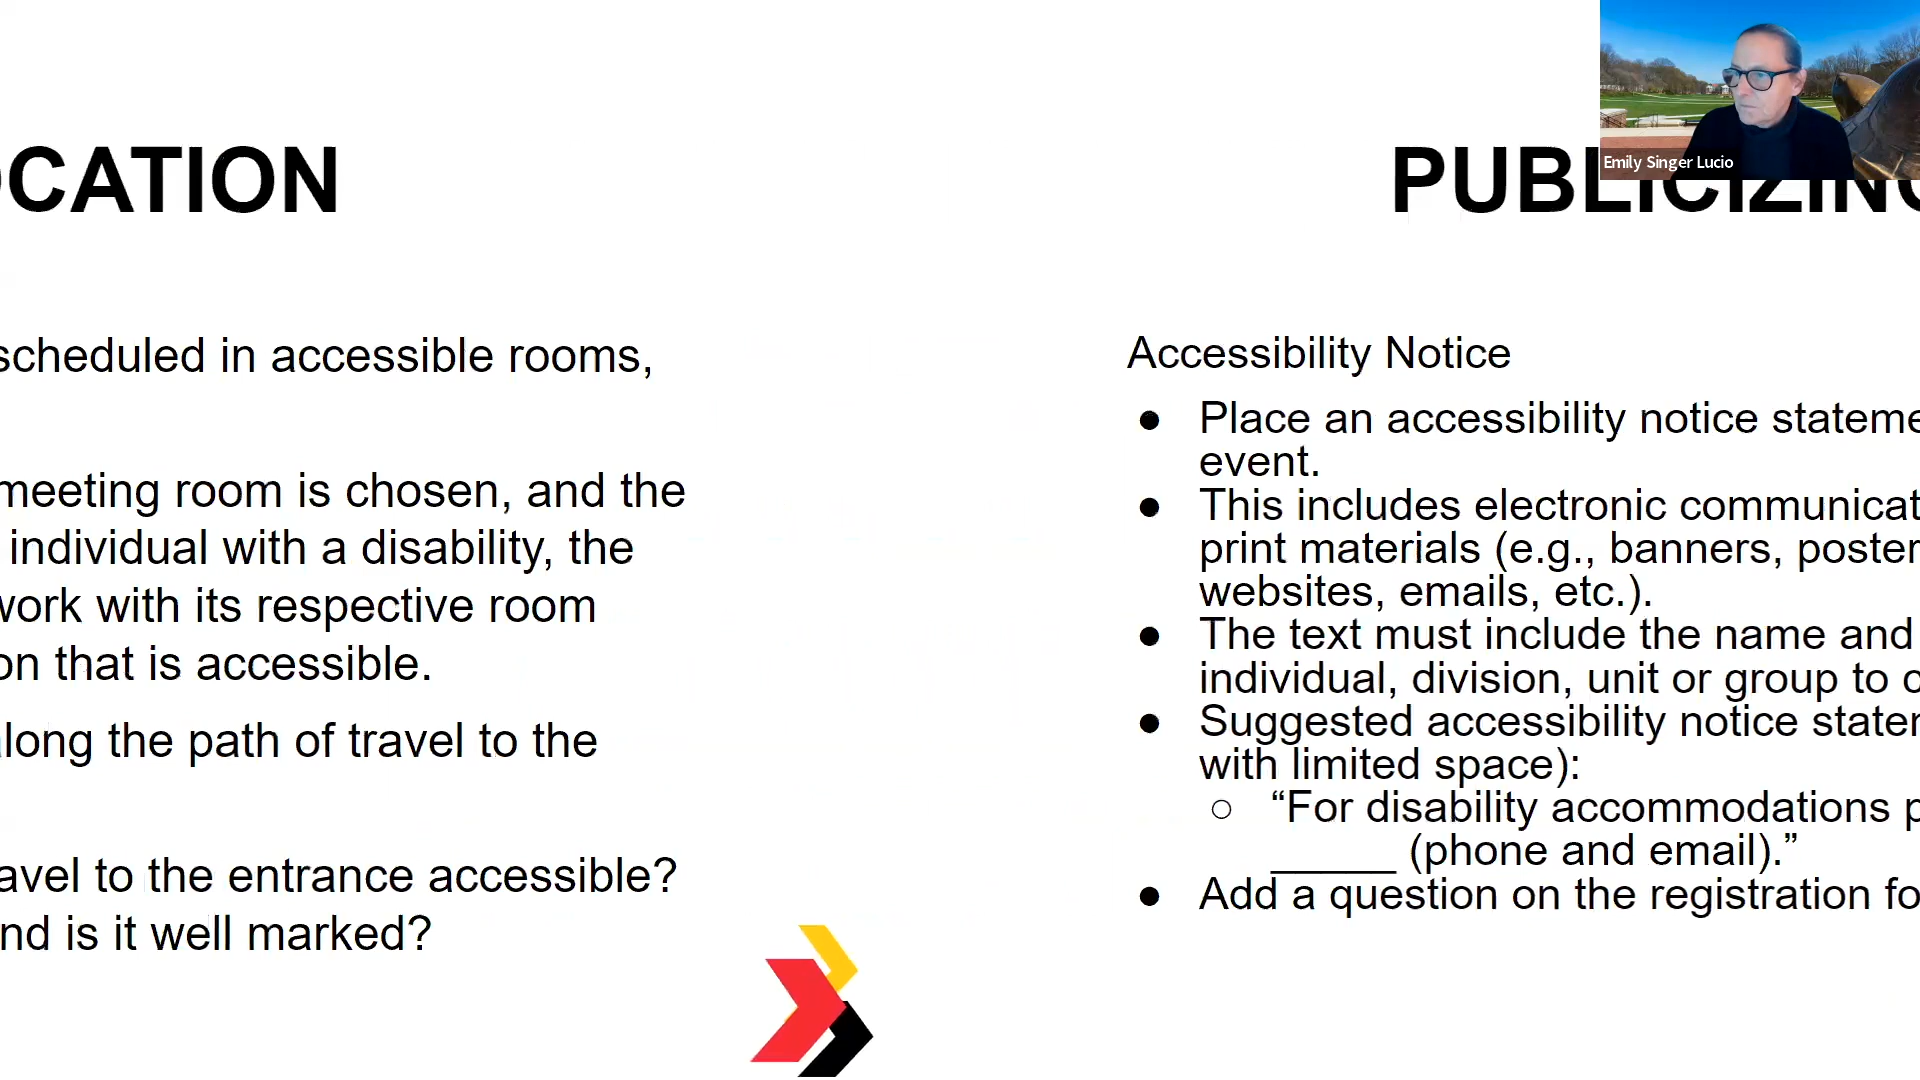 OCATION
scheduled in accessible rooms,
meeting room is chosen, and the
individual with a disability, the
work with its respective room
on that is accessible.
along the path of travel to the
avel to the entrance accessible?
nd is it well marked?
PUBLICIZING
Accessibility Notice
● Place an accessibility notice stateme
event.
● This includes electronic communicat
print materials (e.g., banners, poster
websites, emails, etc.).
● The text must include the name and
individual, division, unit or group to c
● Suggested accessibility notice stater
with limited space):
○ “For disability accommodations p
_____ (phone and email).”
● Add a question on the registration fo
Emily Singer Lucio